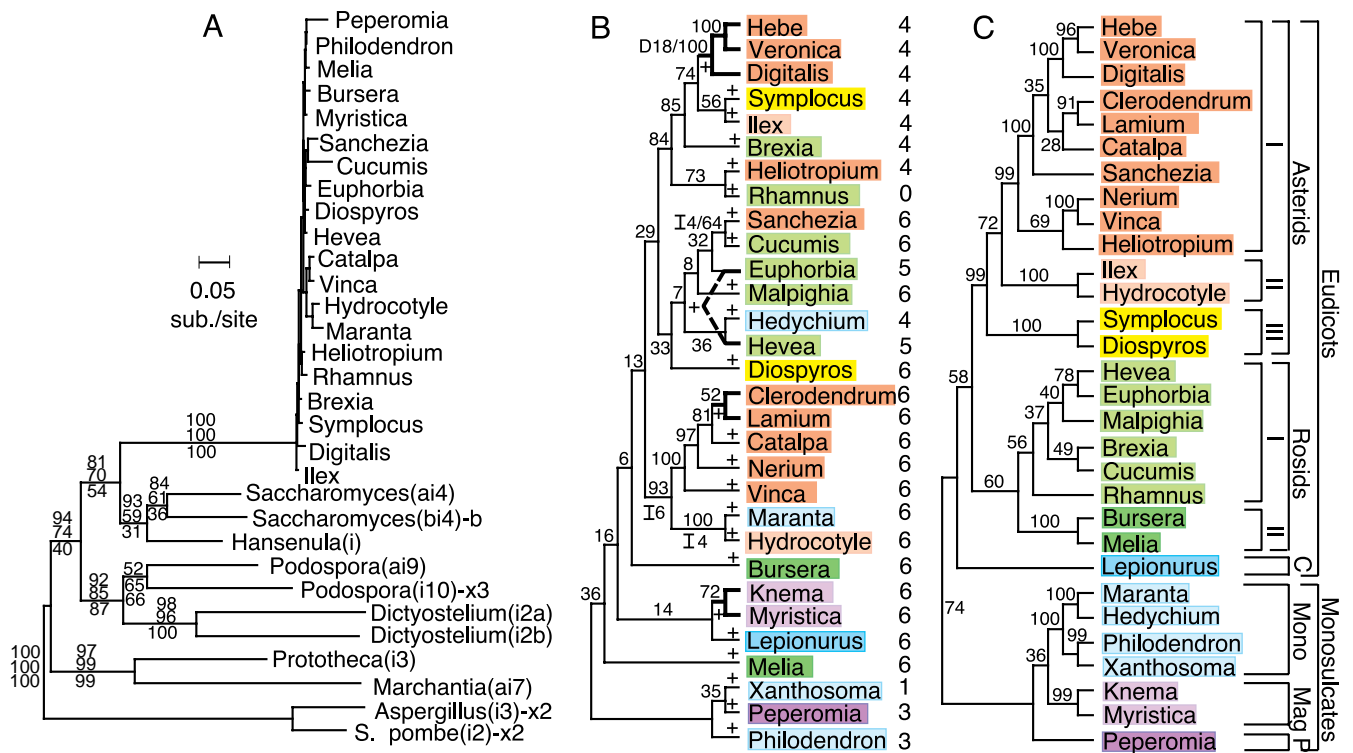 A
Peperomia
Philodendron
Melia
Bursera
Myristica
Sanchezia
Cucumis
Euphorbia
Diospyros
Hevea
Catalpa
Vinca
Hydrocotyle
Maranta
Heliotropium
Rhamnus
Brexia
Symplocus
Digitalis
Ilex
Saccharomyces(ai4)
Saccharomyces(bi4)-b
Hansenula(i)
Podospora(ai9)
Podospora(i10)-x3
Dictyostelium(i2a)
Dictyostelium(i2b)
Prototheca(i3)
Marchantia(ai7)
Aspergillus(i3)-x2
S. pombe(i2)-x2
0.05
sub./site
100
100
100
81
70
54
84
61
36
93
59
31
94
74
40
52
65
66
92
85
87
98
96
100
97
99
99
100
100
100
B
Hebe 4
Veronica 4
Digitalis 4
Symplocus 4
Ilex 4
Brexia 4
Heliotropium 4
Rhamnus 0
Sanchezia 6
Cucumis 6
Euphorbia 5
Malpighia 6
Hedychium 4
Hevea 5
Diospyros 6
Clerodendrum 6
Lamium 6
Catalpa 6
Nerium 6
Vinca 6
Maranta 6
Hydrocotyle 6
Bursera 6
Knema 6
Myristica 6
Lepionurus 6
Melia 6
Xanthosoma 1
Peperomia 3
Philodendron 3
100
D18/100
+
74
+
56
+
85
+
84
+
73
+
I4/64
+
32
+
29
8
+
+
7
+
+
33
36
+
13
52
+
81
+
97
+
100
+
6
93
+
I6
100
+
I4
+
16
+
72
+
36
14
+
+
35
+
+
+
C
Hebe
Veronica
Digitalis
Clerodendrum
Lamium
Catalpa
Sanchezia
Nerium
Vinca
Heliotropium
Ilex
Hydrocotyle
Symplocus
Diospyros
Hevea
Euphorbia
Malpighia
Brexia
Cucumis
Rhamnus
Bursera
Melia
Lepionurus
Maranta
Hedychium
Philodendron
Xanthosoma
Knema
Myristica
Peperomia
96
100
35
91
28
100
99
100
69
72
100
99
100
58
78
40
37
49
56
60
100
74
100
100
99
36
99
I
II
III
Asterids
I
II
Rosids
C
Eudicots
Mono
Mag
P
Monosulcates